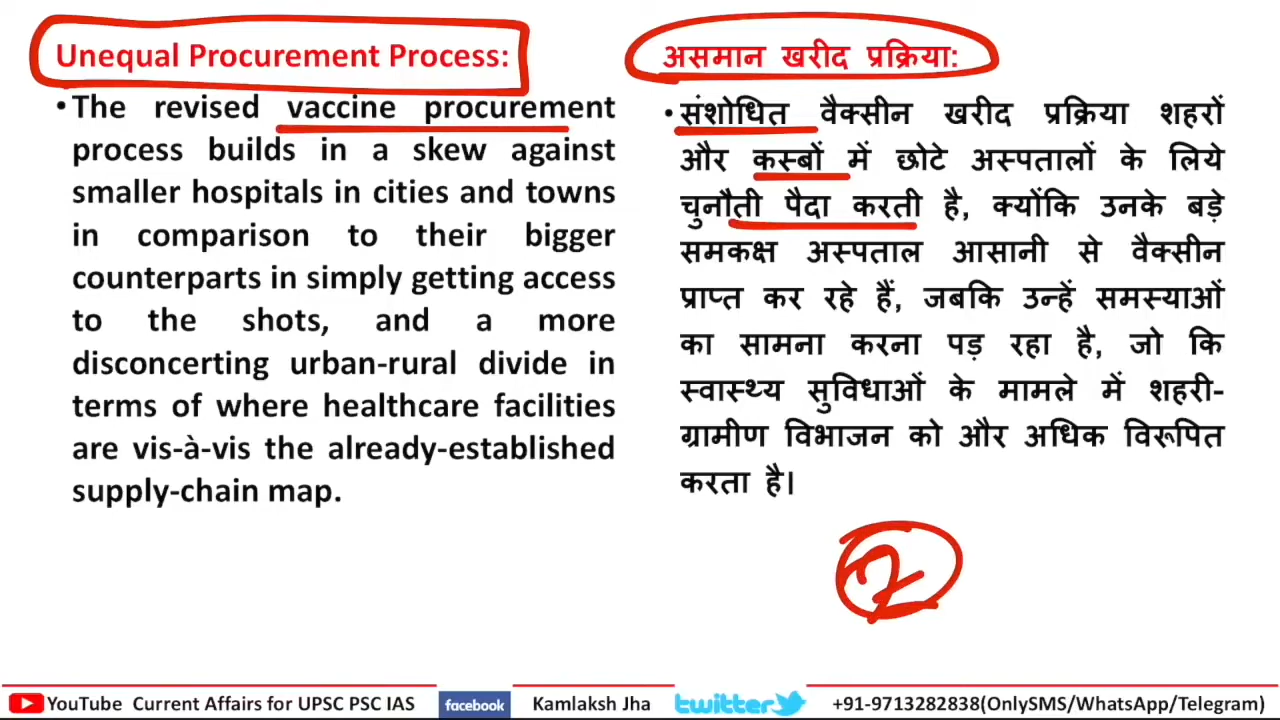 Unequal Procurement Process:
• The revised vaccine procurement
process builds in a skew against
smaller hospitals in cities and towns
in comparison to their bigger
counterparts in simply getting access
to the shots, and a more
disconcerting urban-rural divide in
terms of where healthcare facilities
are vis-à-vis the already-established
supply-chain map.
असमान खरीद प्रक्रिया:
• संशोधित वैक्सीन खरीद प्रक्रिया शहरों
और कस्बों में छोटे अस्पतालों के लिये
चुनौती पैदा करती है, क्योंकि उनके बड़े
समकक्ष अस्पताल आसानी से वैक्सीन
प्राप्त कर रहे हैं, जबकि उन्हें समस्याओं
का सामना करना पड़ रहा है, जो कि
स्वास्थ्य सुविधाओं के मामले में शहरी-
ग्रामीण विभाजन को और अधिक विरूपित
करता है।
YouTube Current Affairs for UPSC PSC IAS facebook Kamlaksh Jha twitter +91-9713282838(OnlySMS/WhatsApp/Telegram)